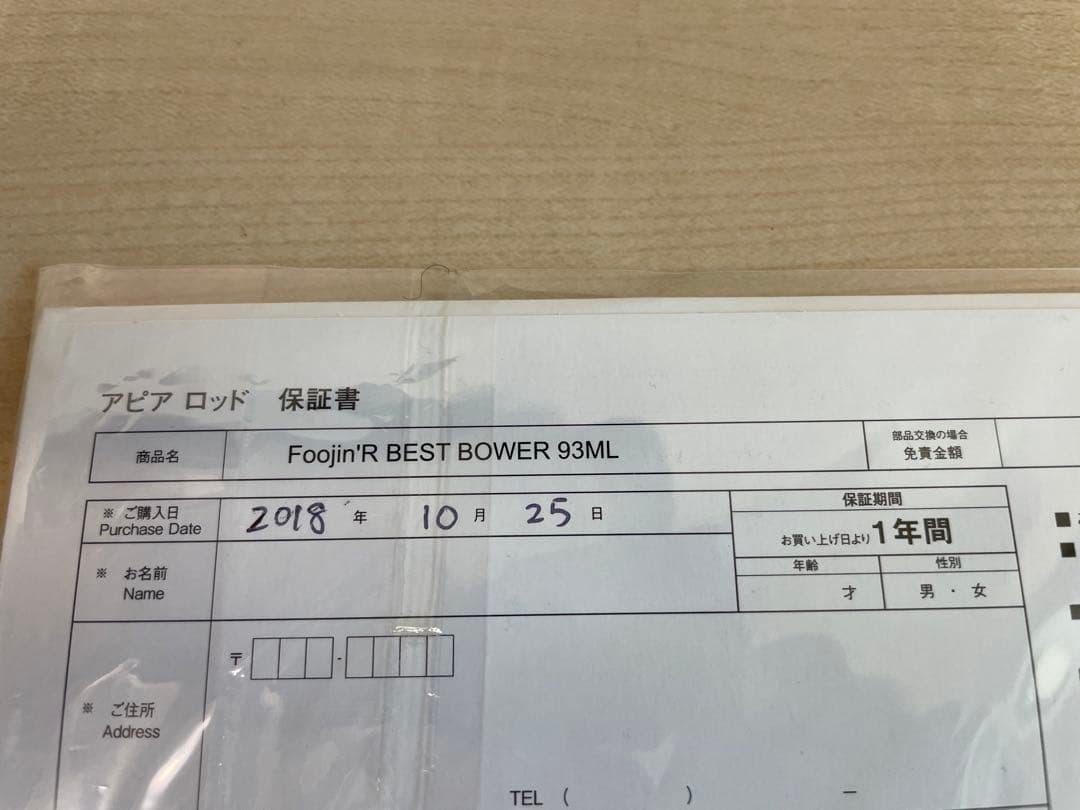 アピア ロッド 保証書
商品名 Foojin'R BEST BOWER 93ML 部品交換の場合 免責金額
※ ご購入日 Purchase Date 2018 年 10 月 25 日
保証期間
お買い上げ日より1年間
年齢 性別
才 男 ・ 女
※ お名前
Name
〒 -
※ ご住所
Address
TEL ( ) ー